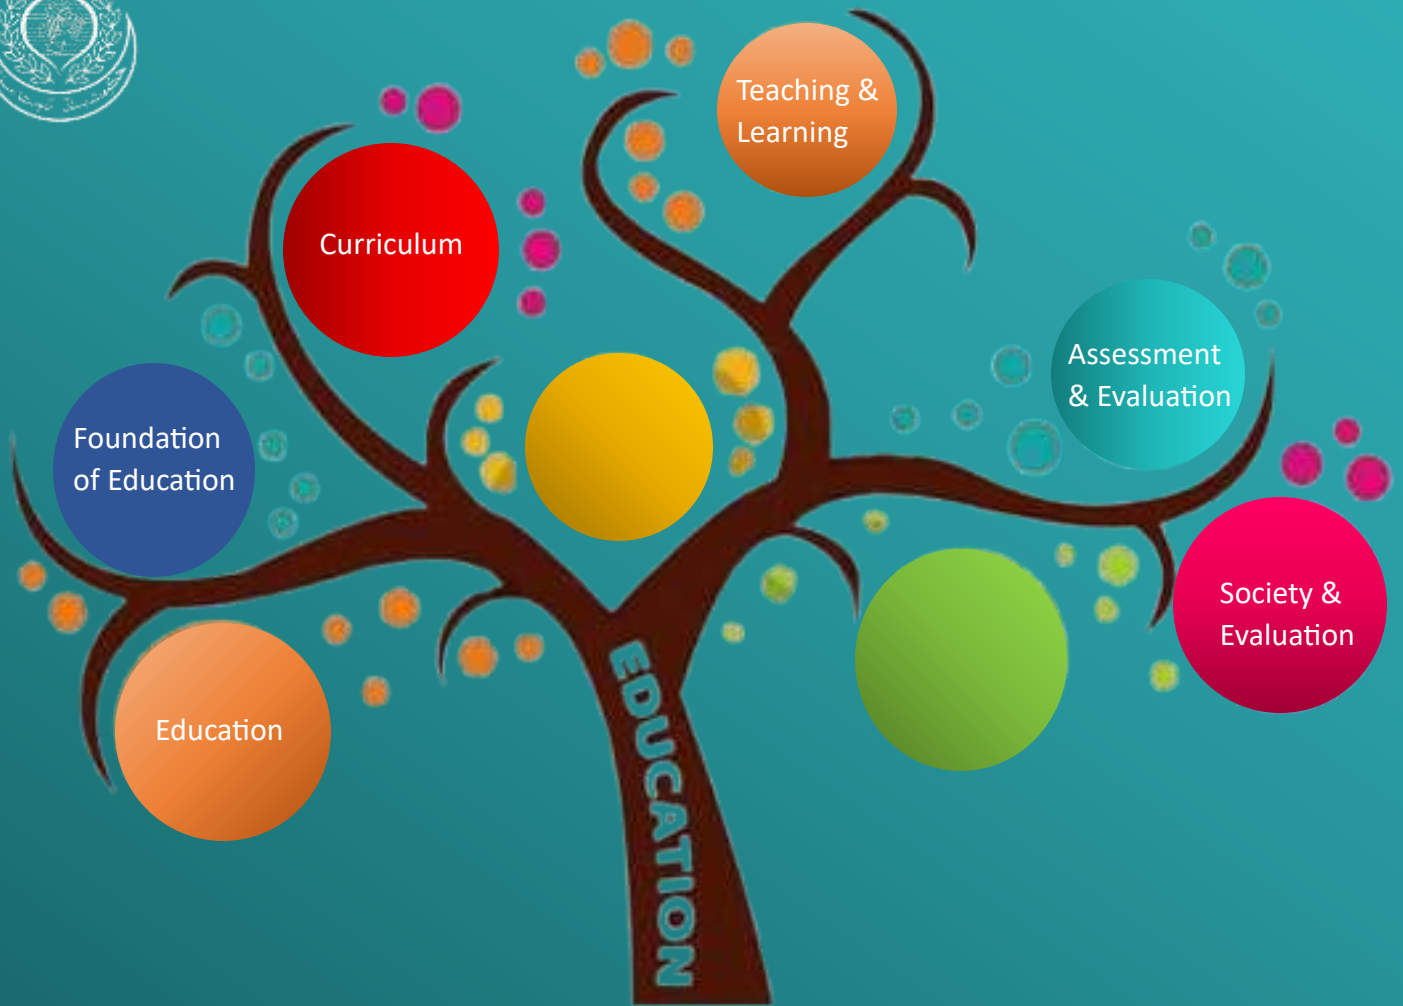 Teaching &
Learning
Curriculum
Assessment
& Evaluation
Foundation
of Education
Society &
Evaluation
Education
EDUCATION